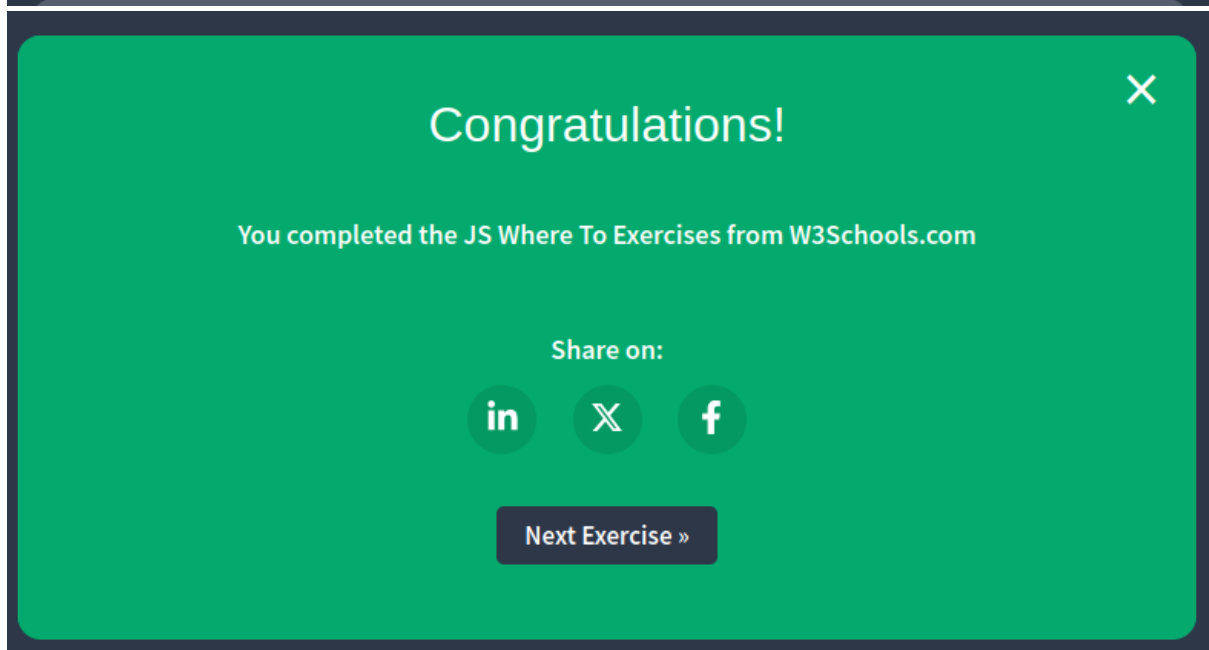 Congratulations!
You completed the JS Where To Exercises from W3Schools.com
Share on:
in X f
Next Exercise »